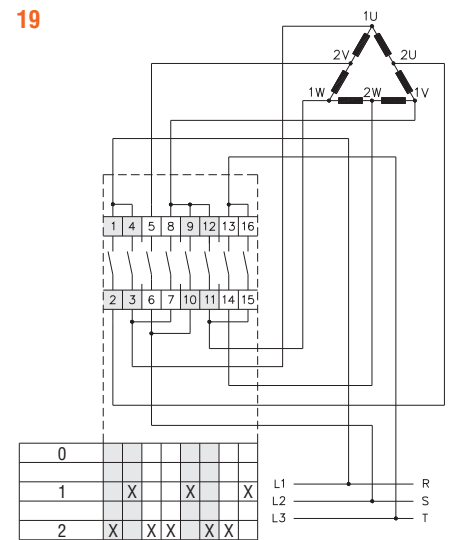 19
1U
2V 2U
1W 2W 1V
1 4 5 8 9 12 13 16
2 3 6 7 10 11 14 15
0
1 X X X
2 X X X X X
L1 R
L2 S
L3 T